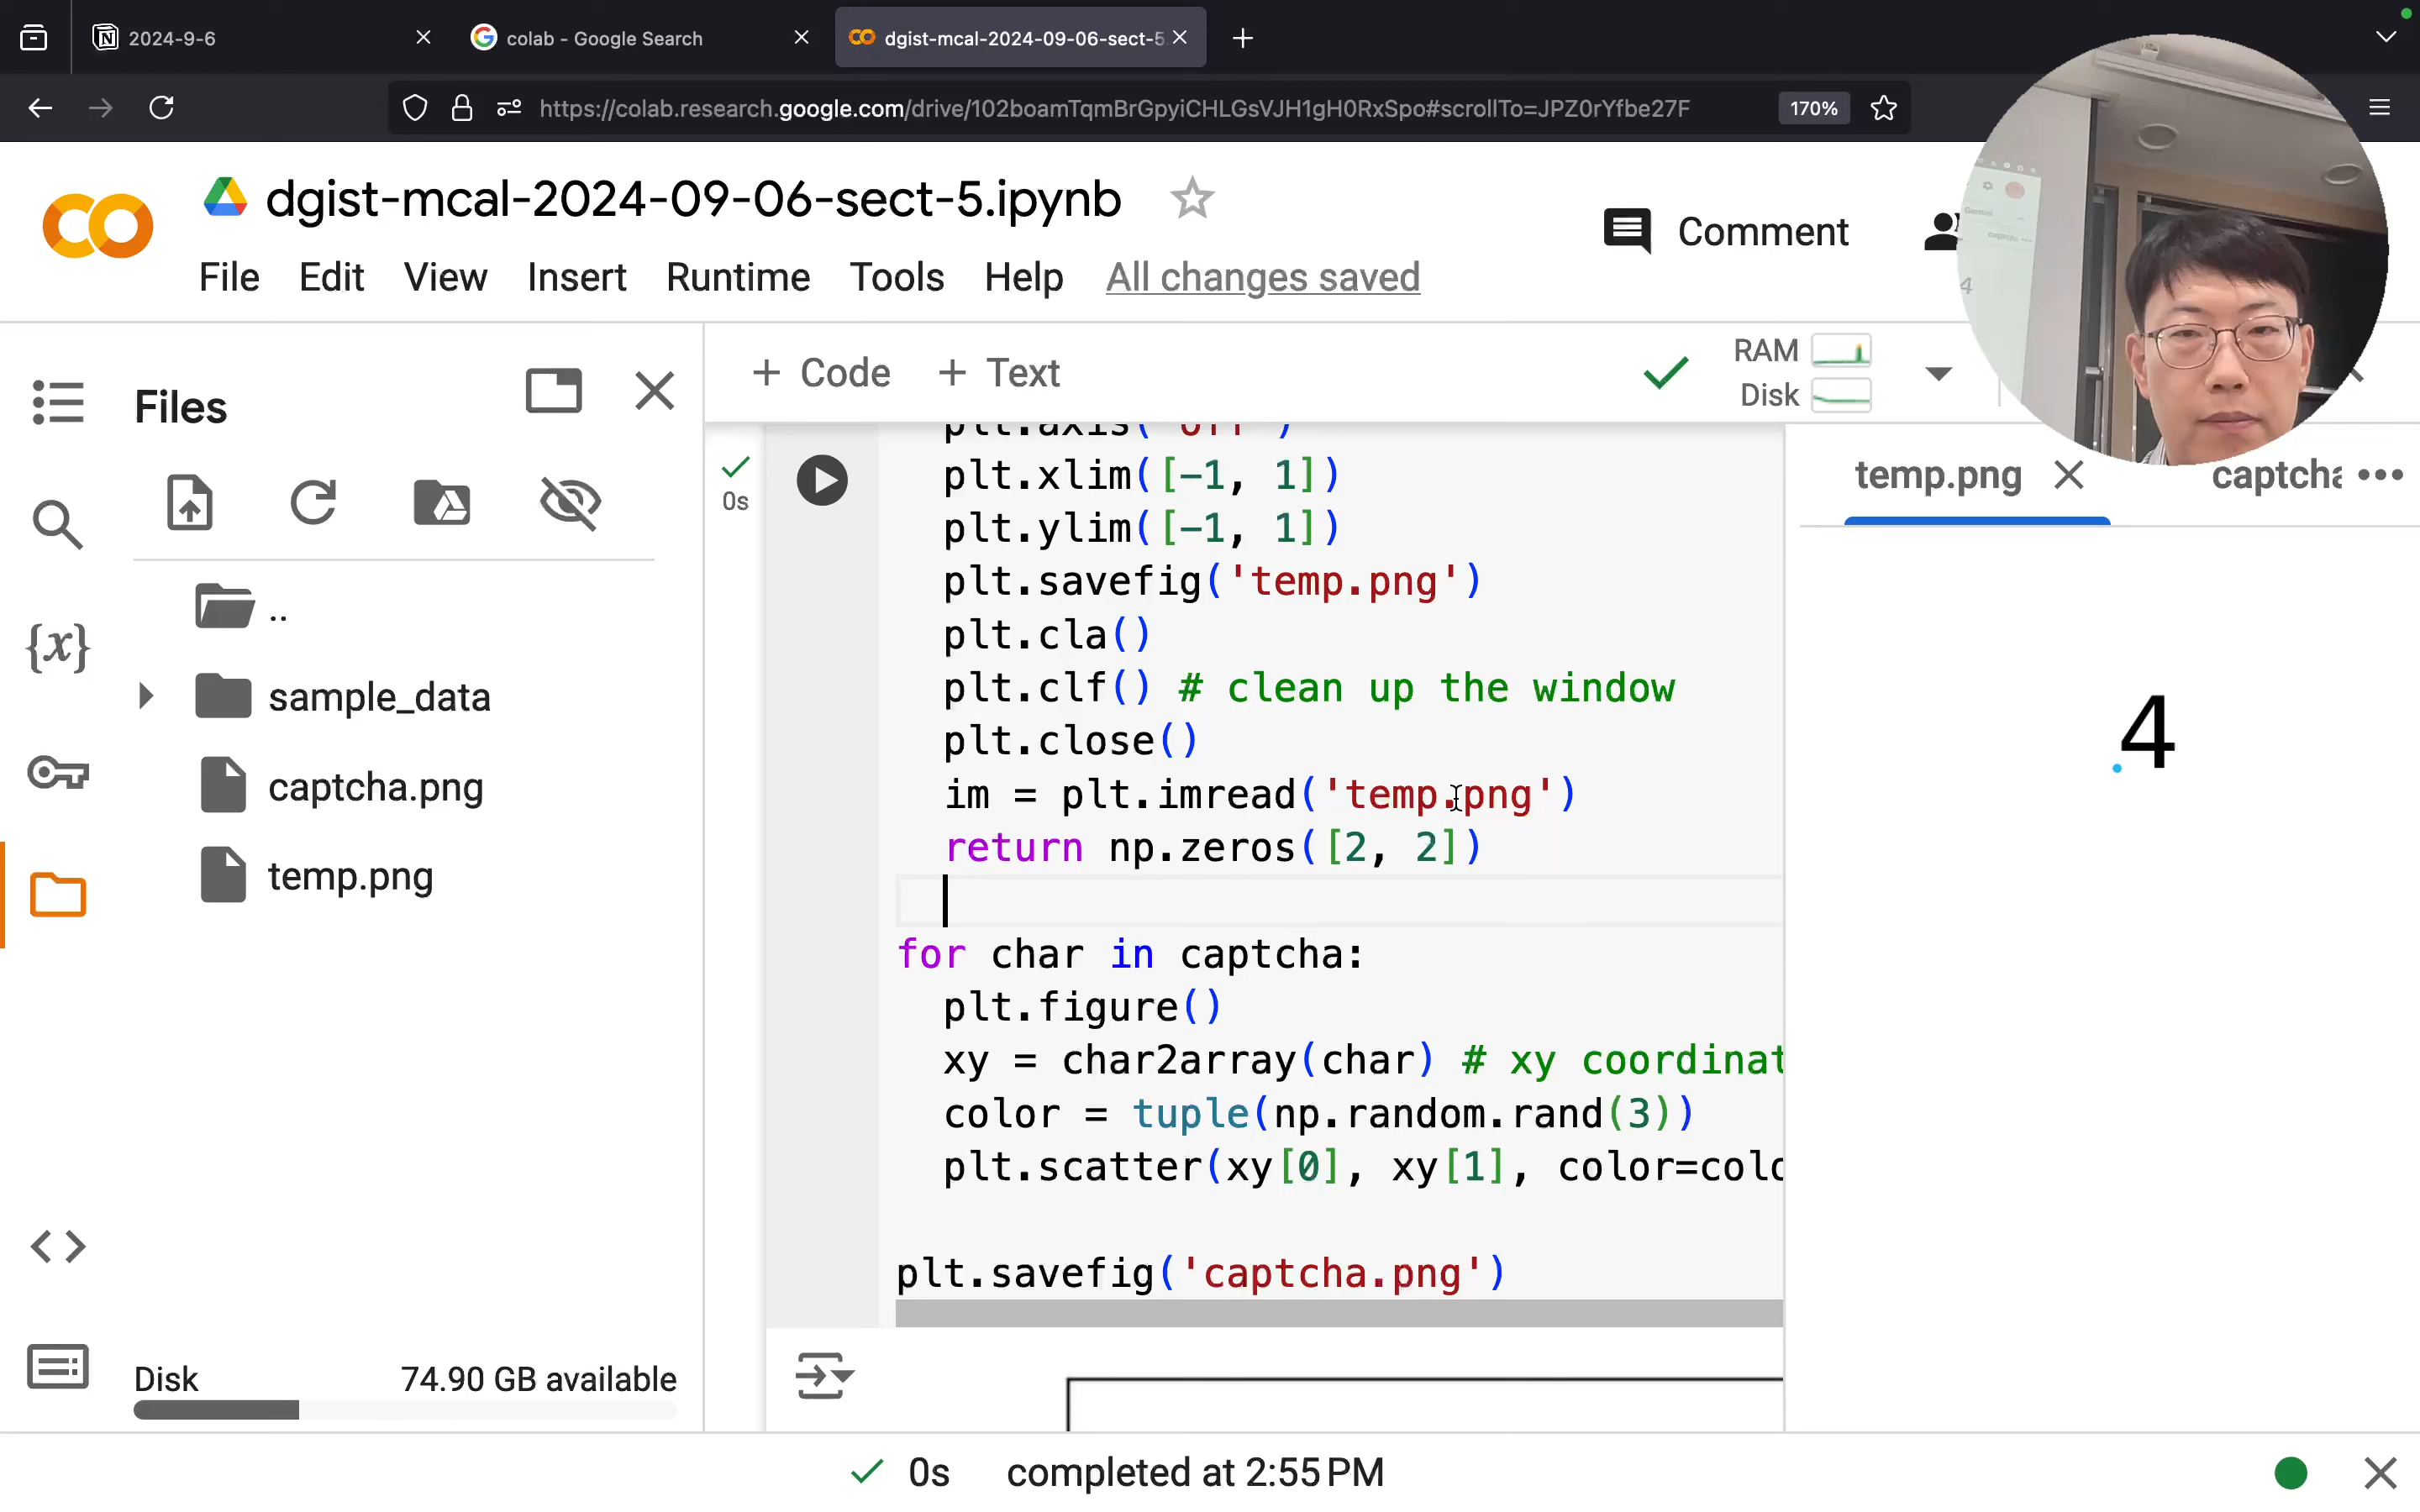 2024-9-6
colab - Google Search
dgist-mcal-2024-09-06-sect-5
https://colab.research.google.com/drive/102boamTqmBrGpyiCHLGsVJH1gH0RxSpo#scrollTo=JPZ0rYfbe27F
170%
dgist-mcal-2024-09-06-sect-5.ipynb
Comment
File Edit View Insert Runtime Tools Help All changes saved
+ Code + Text
RAM
Disk
Files
..
sample_data
captcha.png
temp.png
{x}
Disk 74.90 GB available
0s
plt.axis('off')
plt.xlim([-1, 1])
plt.ylim([-1, 1])
plt.savefig('temp.png')
plt.cla()
plt.clf() # clean up the window
plt.close()
im = plt.imread('temp.png')
return np.zeros([2, 2])
for char in captcha:
plt.figure()
xy = char2array(char) # xy coordinat
color = tuple(np.random.rand(3))
plt.scatter(xy[0], xy[1], color=colo
plt.savefig('captcha.png')
temp.png
captcha
4
0s completed at 2:55 PM